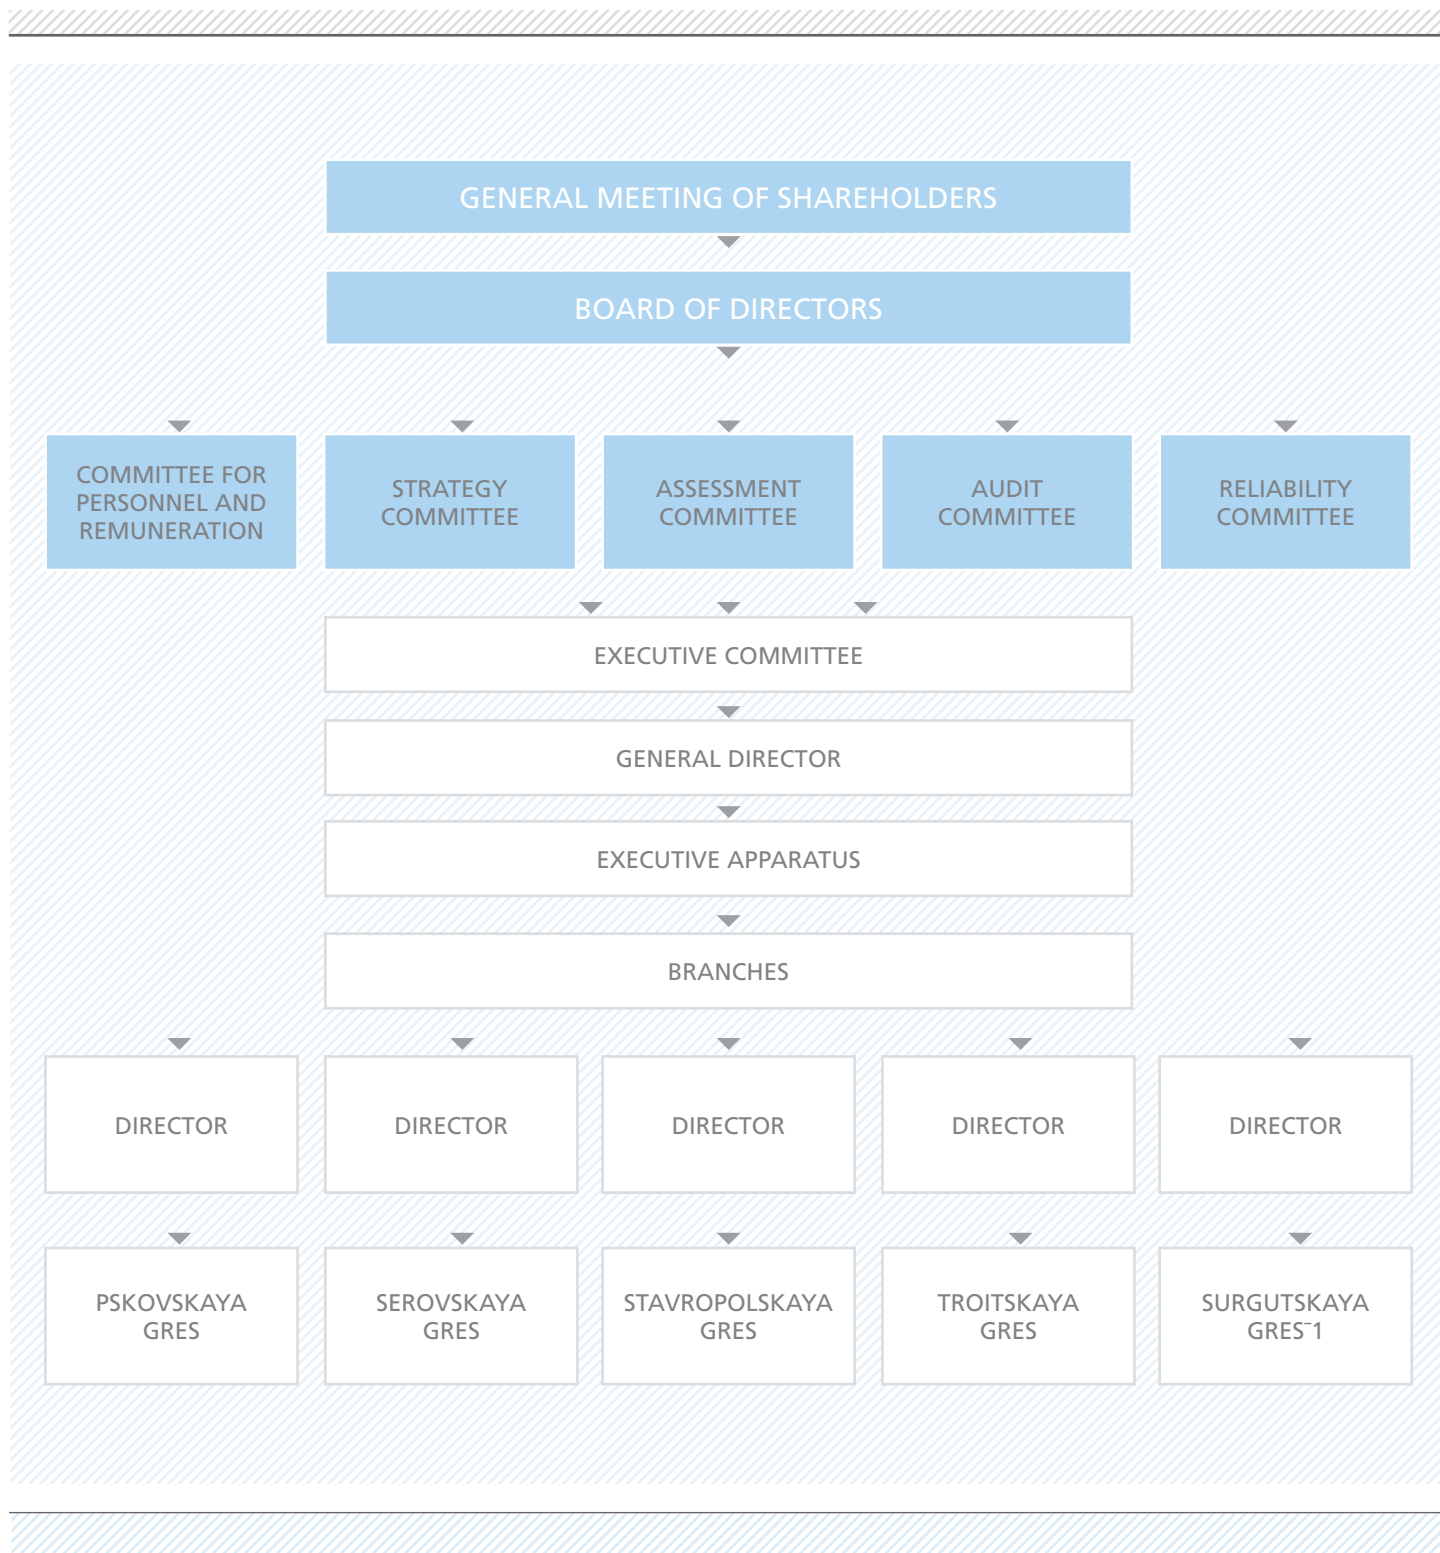 GENERAL MEETING OF SHAREHOLDERS
BOARD OF DIRECTORS
COMMITTEE FOR
PERSONNEL AND
REMUNERATION
STRATEGY
COMMITTEE
ASSESSMENT
COMMITTEE
AUDIT
COMMITTEE
RELIABILITY
COMMITTEE
EXECUTIVE COMMITTEE
GENERAL DIRECTOR
EXECUTIVE APPARATUS
BRANCHES
DIRECTOR
DIRECTOR
DIRECTOR
DIRECTOR
DIRECTOR
PSKOVSKAYA
GRES
SEROVSKAYA
GRES
STAVROPOLSKAYA
GRES
TROITSKAYA
GRES
SURGUTSKAYA
GRES‾1